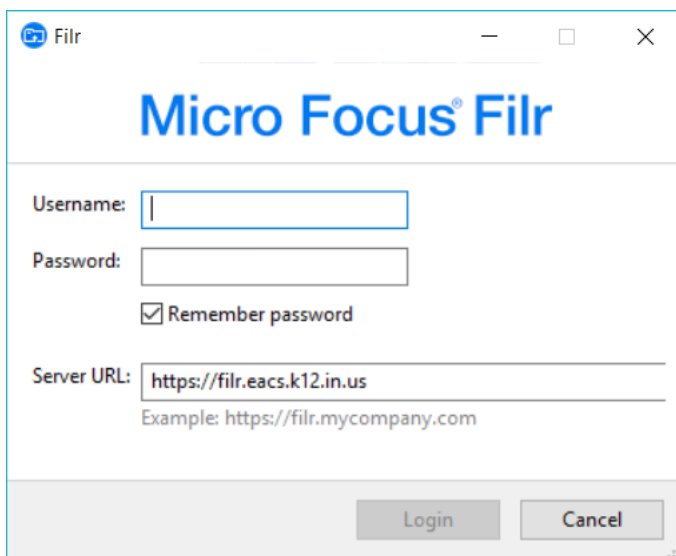 Filr
Micro Focus® Filr
Username:
Password:
Remember password
Server URL: https://filr.eacs.k12.in.us
Example: https://filr.mycompany.com
Login Cancel